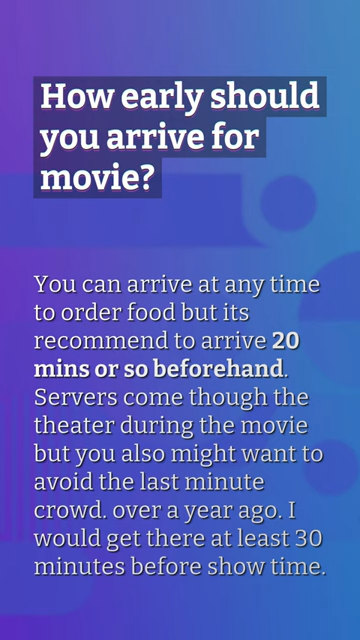 How early should
you arrive for
movie?
You can arrive at any time
to order food but its
recommend to arrive 20
mins or so beforehand.
Servers come though the
theater during the movie
but you also might want to
avoid the last minute
crowd. over a year ago. I
would get there at least 30
minutes before show time.